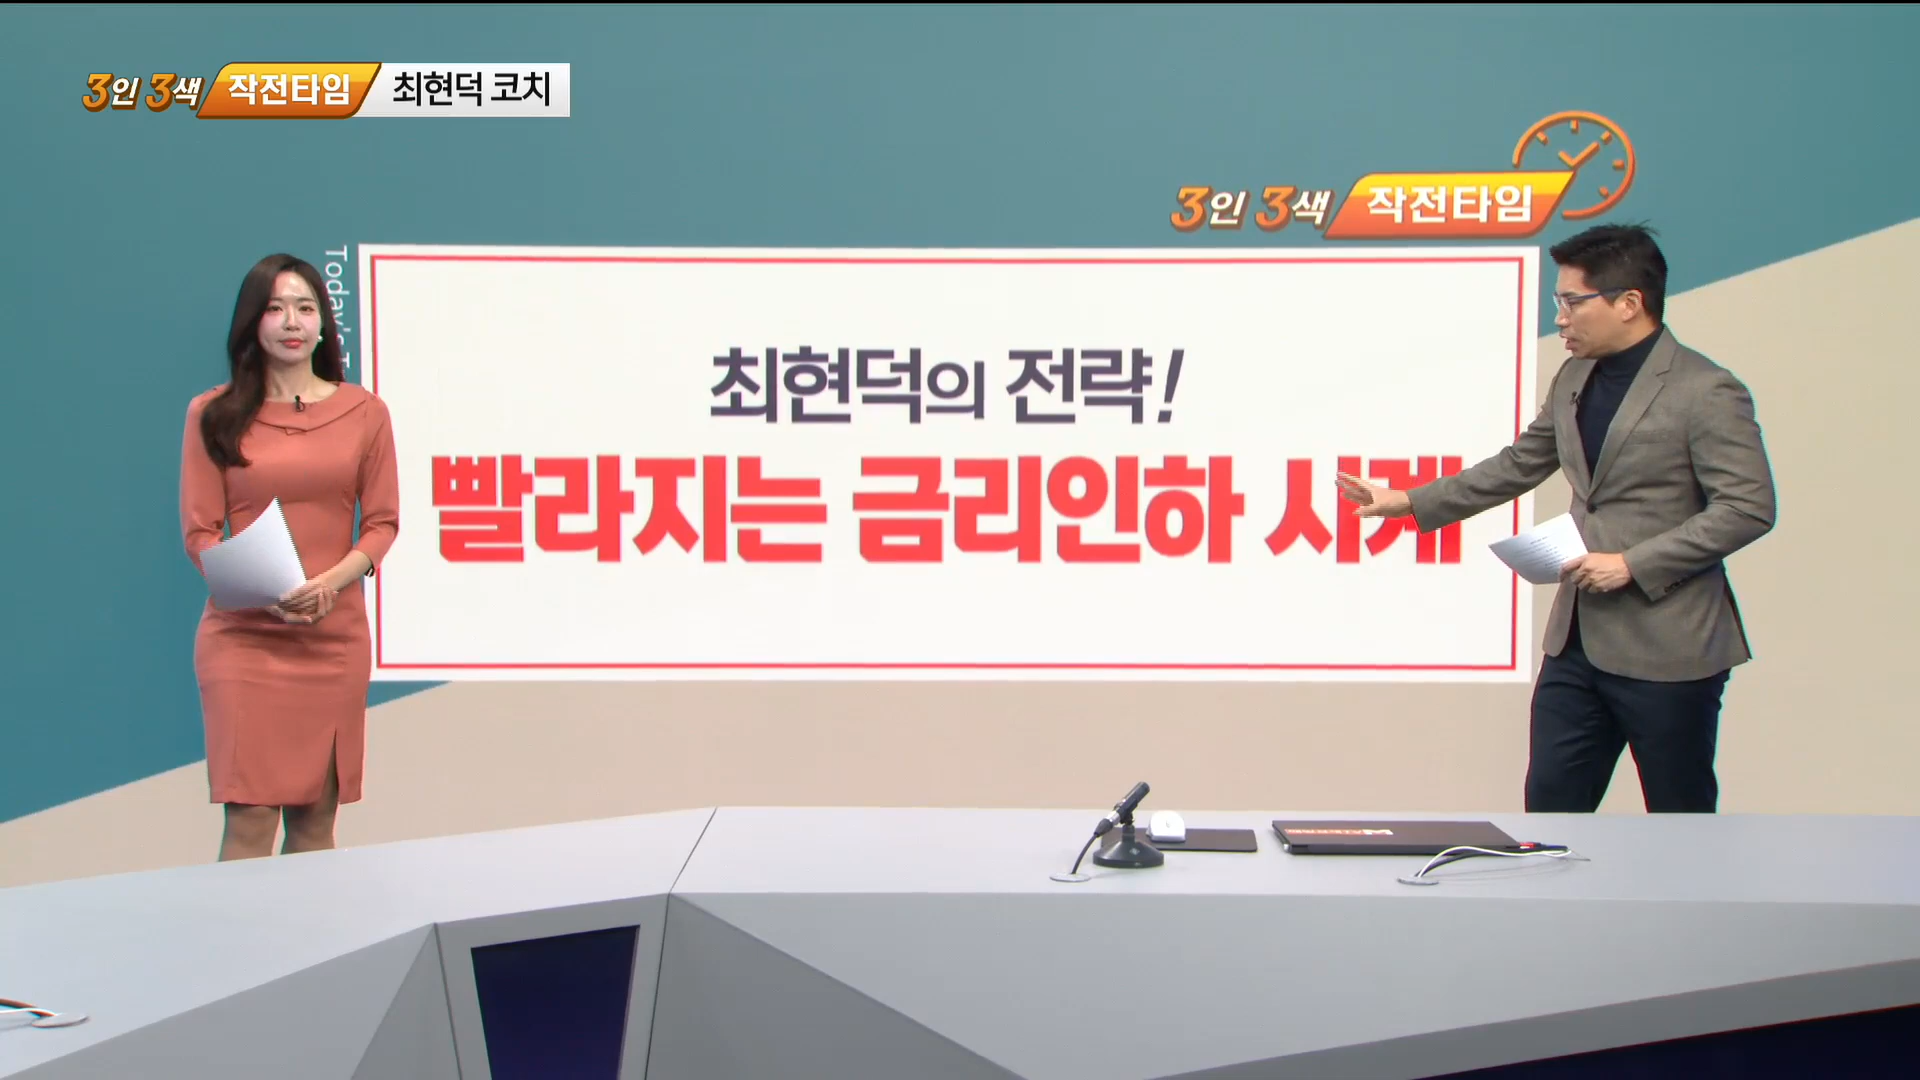 3인 3색 작전타임 최현덕 코치
3인 3색 작전타임
Today's T
최현덕의 전략!
빨라지는 금리인하 시계